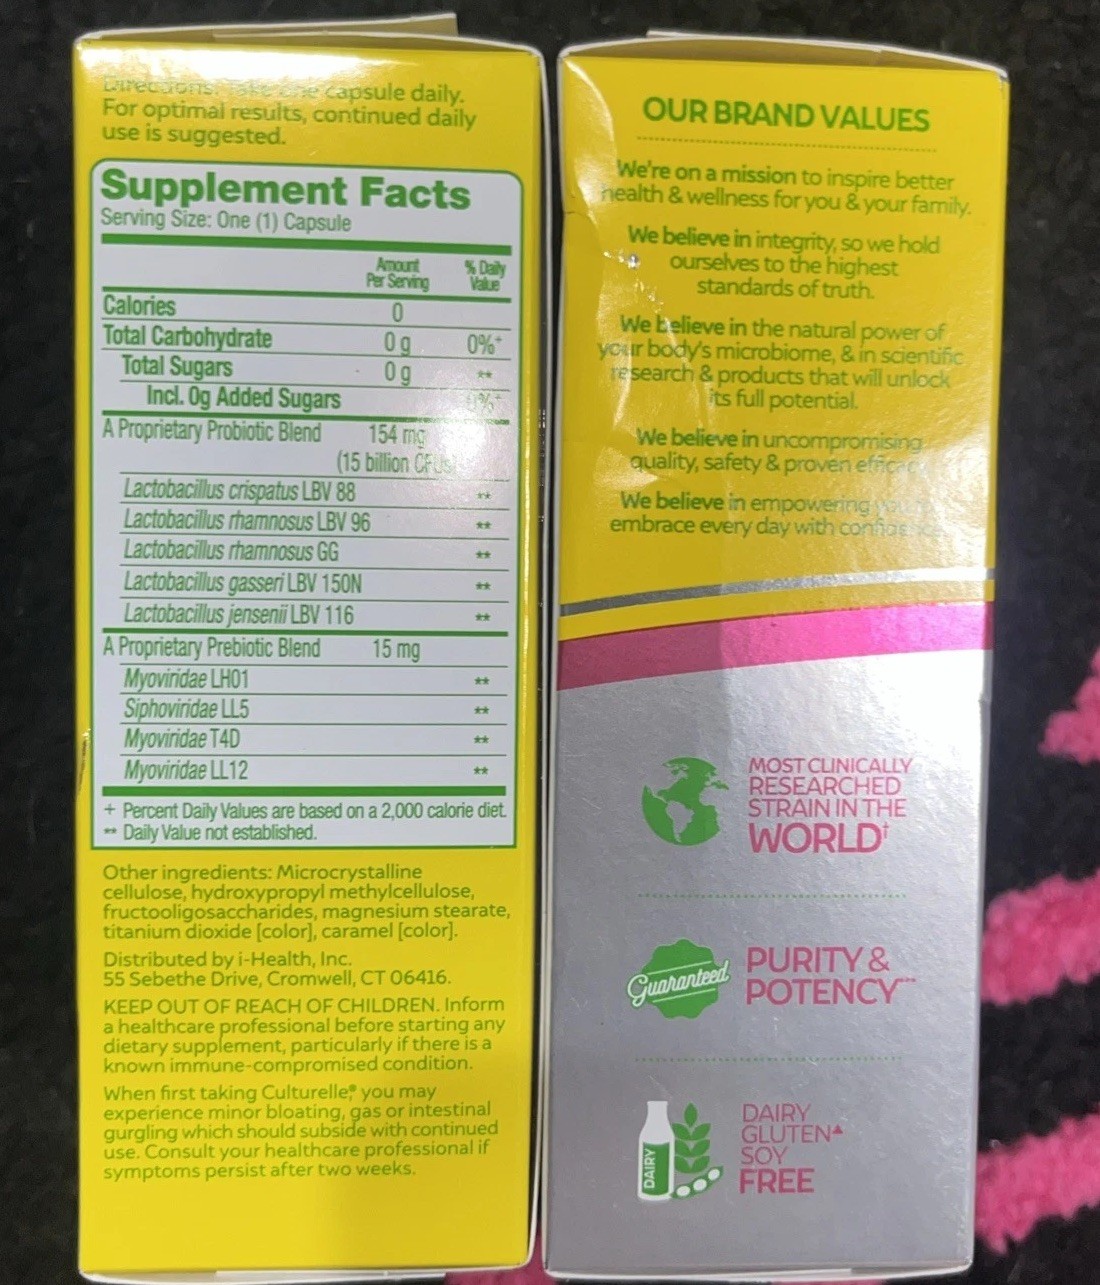 Directions: Take one capsule daily.
For optimal results, continued daily
use is suggested.
Supplement Facts
Serving Size: One (1) Capsule
Amount Per Serving % Daily Value
Calories 0
Total Carbohydrate 0 g 0%+
Total Sugars 0 g **
Incl. 0g Added Sugars 0%+
A Proprietary Probiotic Blend 154 mg
(15 billion CFUs)
Lactobacillus crispatus LBV 88 **
Lactobacillus rhamnosus LBV 96 **
Lactobacillus rhamnosus GG **
Lactobacillus gasseri LBV 150N **
Lactobacillus jensenii LBV 116 **
A Proprietary Prebiotic Blend 15 mg
Myoviridae LH01 **
Siphoviridae LL5 **
Myoviridae T4D **
Myoviridae LL12 **
+ Percent Daily Values are based on a 2,000 calorie diet.
** Daily Value not established.
Other ingredients: Microcrystalline
cellulose, hydroxypropyl methylcellulose,
fructooligosaccharides, magnesium stearate,
titanium dioxide [color], caramel [color].
Distributed by i-Health, Inc.
55 Sebethe Drive, Cromwell, CT 06416.
KEEP OUT OF REACH OF CHILDREN. Inform
a healthcare professional before starting any
dietary supplement, particularly if there is a
known immune-compromised condition.
When first taking Culturelle® you may
experience minor bloating, gas or intestinal
gurgling which should subside with continued
use. Consult your healthcare professional if
symptoms persist after two weeks.
OUR BRAND VALUES
We're on a mission to inspire better
health & wellness for you & your family.
We believe in integrity, so we hold
ourselves to the highest
standards of truth.
We believe in the natural power of
your body's microbiome, & in scientific
research & products that will unlock
its full potential.
We believe in uncompromising
quality, safety & proven efficacy
We believe in empowering
embrace every day with confidence
MOST CLINICALLY
RESEARCHED
STRAIN IN THE
WORLD†
Guaranteed
PURITY &
POTENCY
DAIRY
DAIRY
GLUTEN▲
SOY
FREE